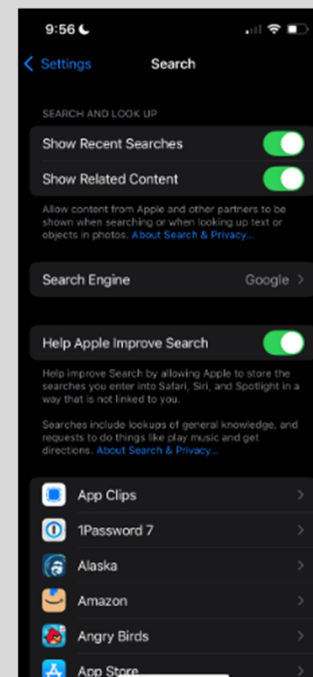 9:56
Settings
Search
SEARCH AND LOOK UP
Show Recent Searches
Show Related Content
Allow content from Apple and other partners to be
shown when searching or when looking up text or
objects in photos. About Search & Privacy...
Search Engine
Google
Help Apple Improve Search
Help improve Search by allowing Apple to store the
searches you enter into Safari, Siri, and Spotlight in a
way that is not linked to you.
Searches include lookups of general knowledge, and
requests to do things like play music and get
directions. About Search & Privacy...
App Clips
1Password 7
Alaska
Amazon
Angry Birds
App Store